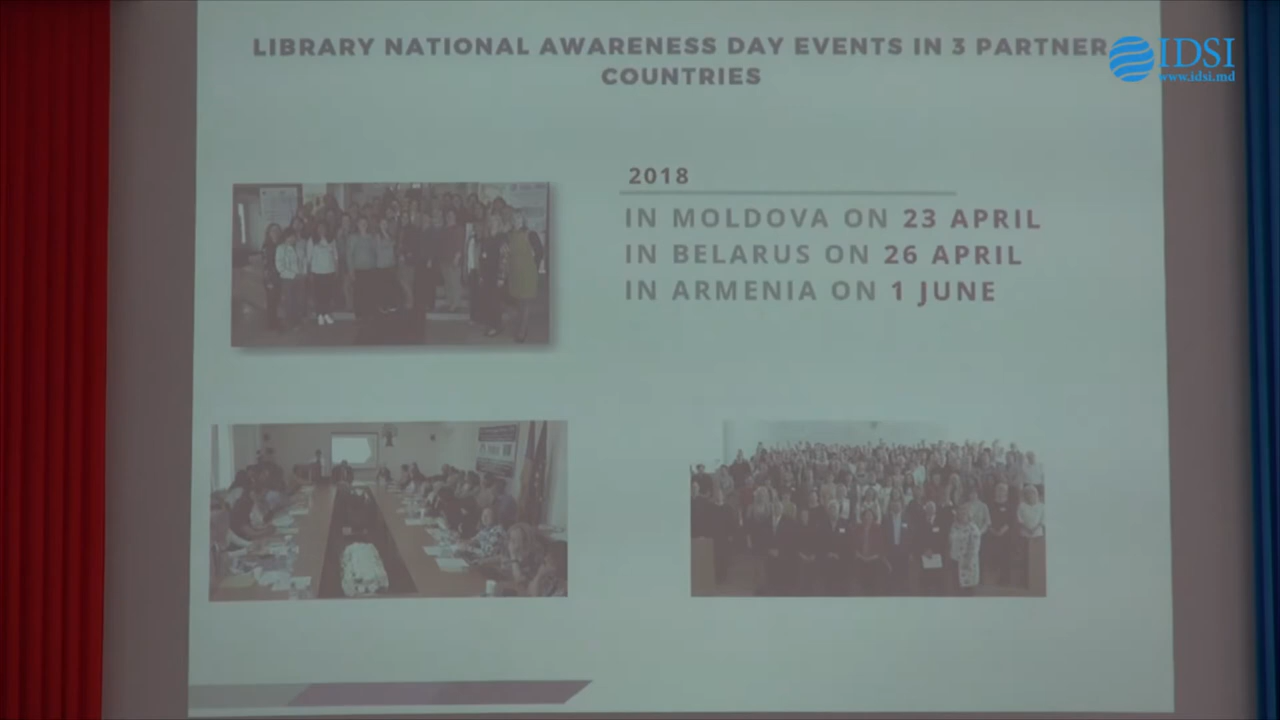 LIBRARY NATIONAL AWARENESS DAY EVENTS IN 3 PARTNER
COUNTRIES
IDSI
www.idsi.md
2018
IN MOLDOVA ON 23 APRIL
IN BELARUS ON 26 APRIL
IN ARMENIA ON 1 JUNE